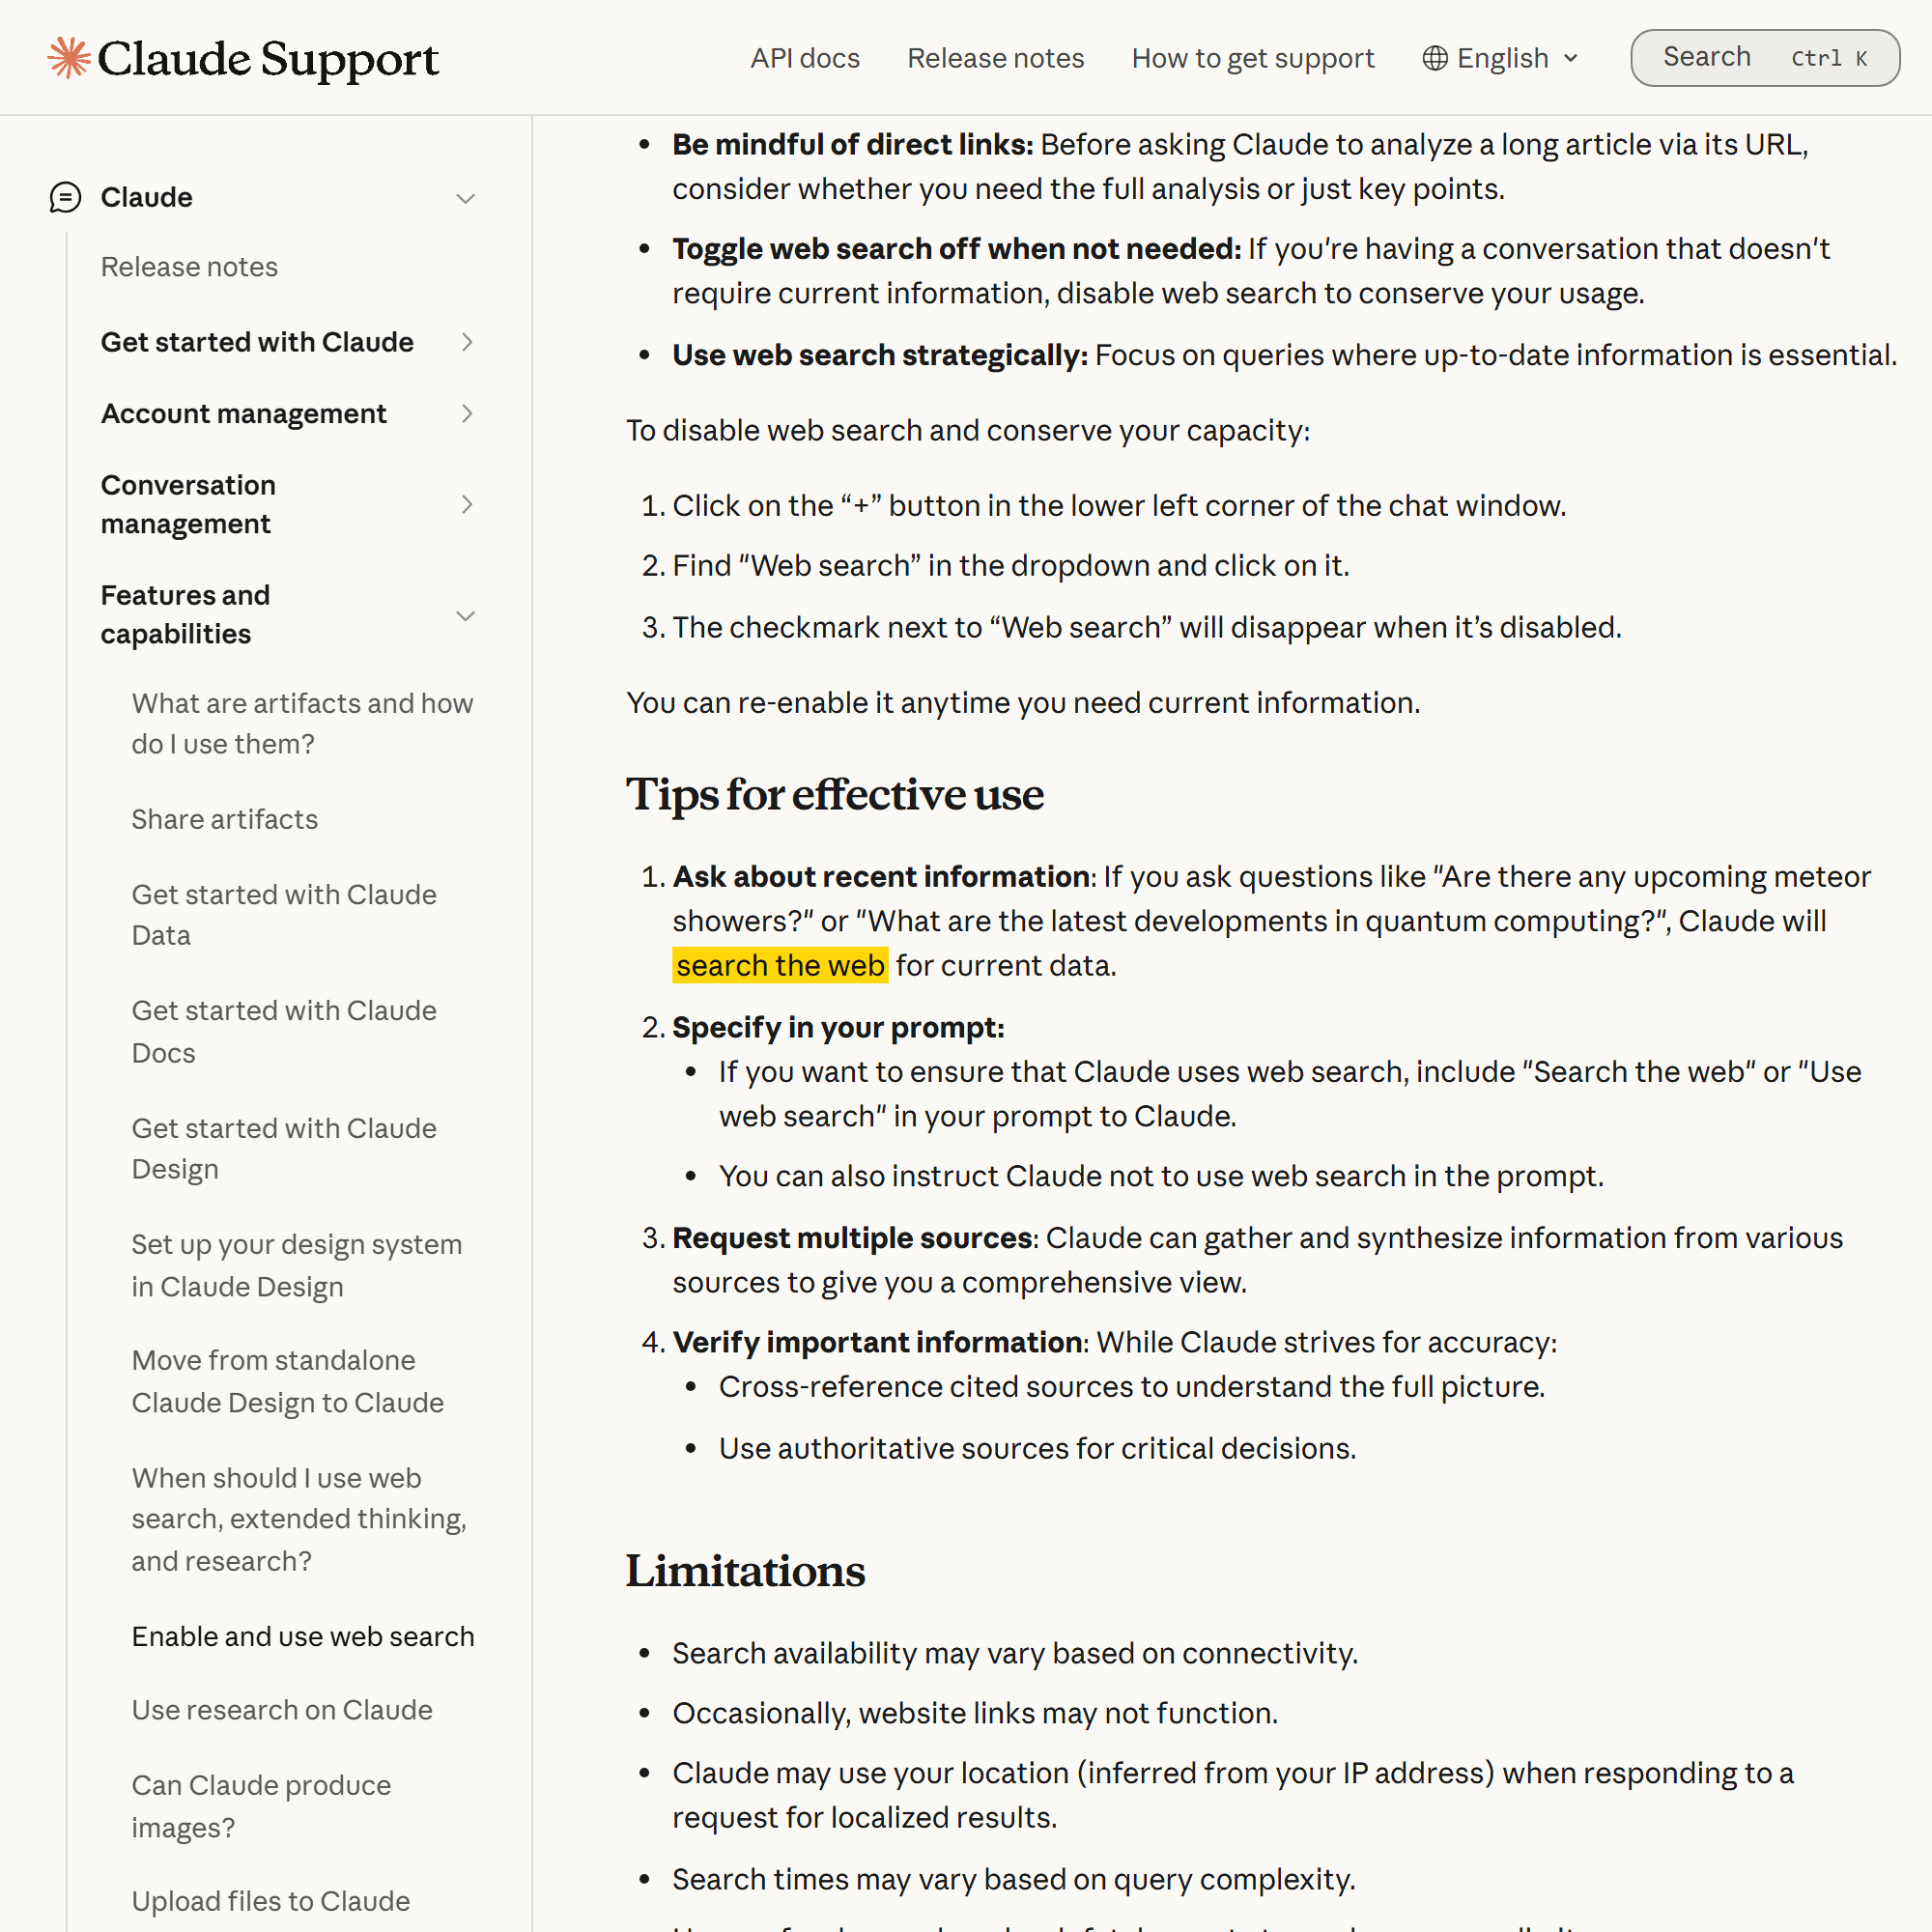 Claude Support
API docs
Release notes
How to get support
English
Search Ctrl K
Claude
Release notes
Get started with Claude
Account management
Conversation
management
Features and
capabilities
What are artifacts and how
do I use them?
Share artifacts
Get started with Claude
Data
Get started with Claude
Docs
Get started with Claude
Design
Set up your design system
in Claude Design
Move from standalone
Claude Design to Claude
When should I use web
search, extended thinking,
and research?
Enable and use web search
Use research on Claude
Can Claude produce
images?
Upload files to Claude
• Be mindful of direct links: Before asking Claude to analyze a long article via its URL,
consider whether you need the full analysis or just key points.
• Toggle web search off when not needed: If you're having a conversation that doesn't
require current information, disable web search to conserve your usage.
• Use web search strategically: Focus on queries where up-to-date information is essential.
To disable web search and conserve your capacity:
1. Click on the “+” button in the lower left corner of the chat window.
2. Find "Web search” in the dropdown and click on it.
3. The checkmark next to “Web search” will disappear when it’s disabled.
You can re-enable it anytime you need current information.
Tips for effective use
1. Ask about recent information: If you ask questions like "Are there any upcoming meteor
showers?" or "What are the latest developments in quantum computing?", Claude will
search the web for current data.
2. Specify in your prompt:
• If you want to ensure that Claude uses web search, include "Search the web" or "Use
web search" in your prompt to Claude.
• You can also instruct Claude not to use web search in the prompt.
3. Request multiple sources: Claude can gather and synthesize information from various
sources to give you a comprehensive view.
4. Verify important information: While Claude strives for accuracy:
• Cross-reference cited sources to understand the full picture.
• Use authoritative sources for critical decisions.
Limitations
• Search availability may vary based on connectivity.
• Occasionally, website links may not function.
• Claude may use your location (inferred from your IP address) when responding to a
request for localized results.
• Search times may vary based on query complexity.